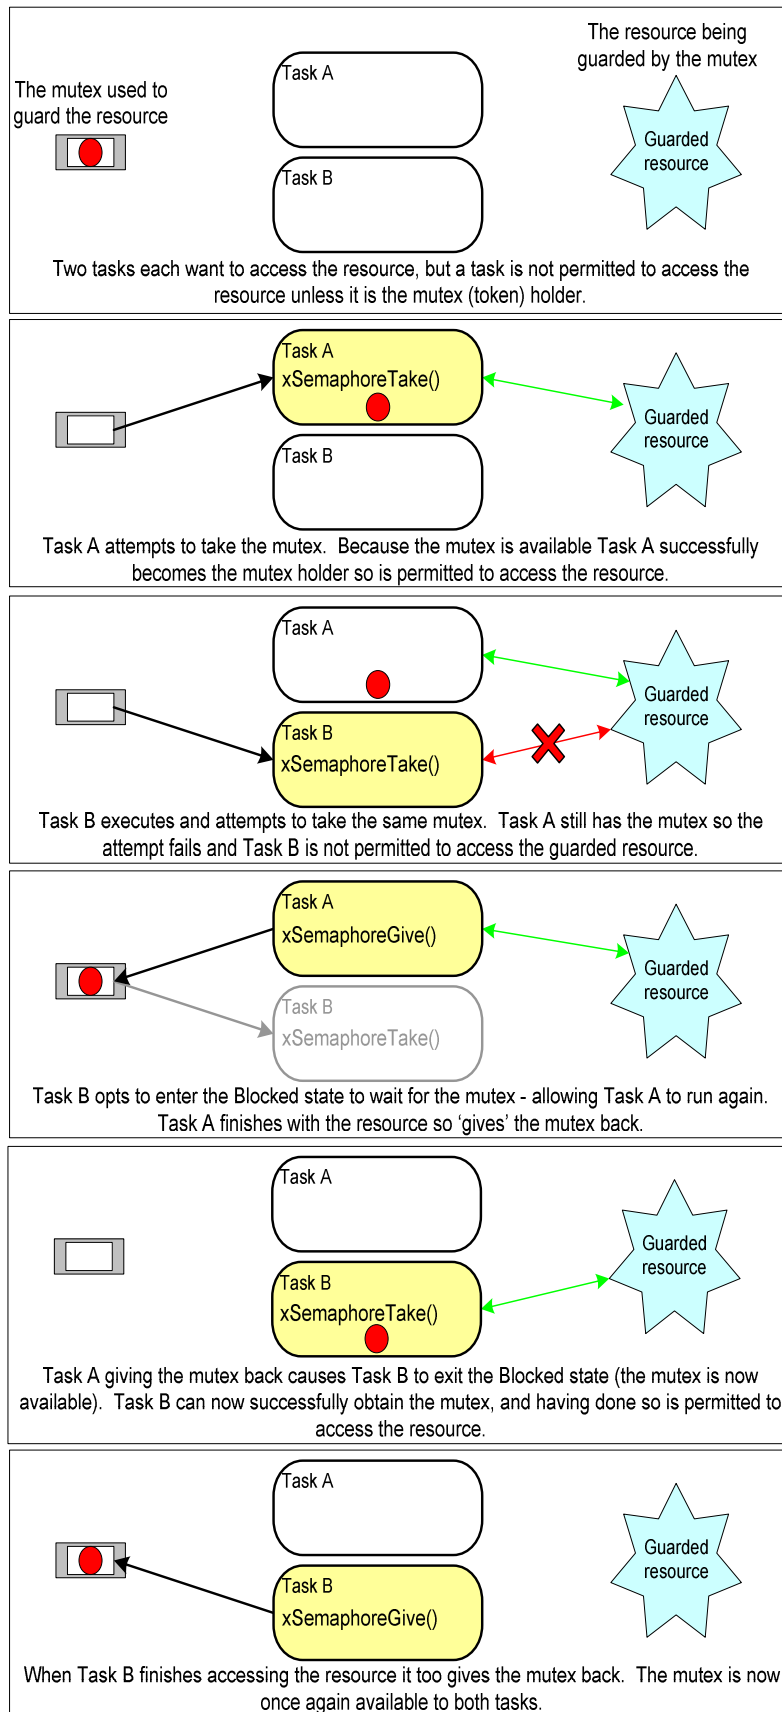 The resource being
guarded by the mutex
The mutex used to
guard the resource
Task A
Task B
Guarded
resource
Two tasks each want to access the resource, but a task is not permitted to access the
resource unless it is the mutex (token) holder.
Task A
xSemaphoreTake()
Task B
Guarded
resource
Task A attempts to take the mutex. Because the mutex is available Task A successfully
becomes the mutex holder so is permitted to access the resource.
Task A
Task B
xSemaphoreTake()
Guarded
resource
Task B executes and attempts to take the same mutex. Task A still has the mutex so the
attempt fails and Task B is not permitted to access the guarded resource.
Task A
xSemaphoreGive()
Task B
xSemaphoreTake()
Guarded
resource
Task B opts to enter the Blocked state to wait for the mutex - allowing Task A to run again.
Task A finishes with the resource so ‘gives’ the mutex back.
Task A
Task B
xSemaphoreTake()
Guarded
resource
Task A giving the mutex back causes Task B to exit the Blocked state (the mutex is now
available). Task B can now successfully obtain the mutex, and having done so is permitted to
access the resource.
Task A
Task B
xSemaphoreGive()
Guarded
resource
When Task B finishes accessing the resource it too gives the mutex back. The mutex is now
once again available to both tasks.